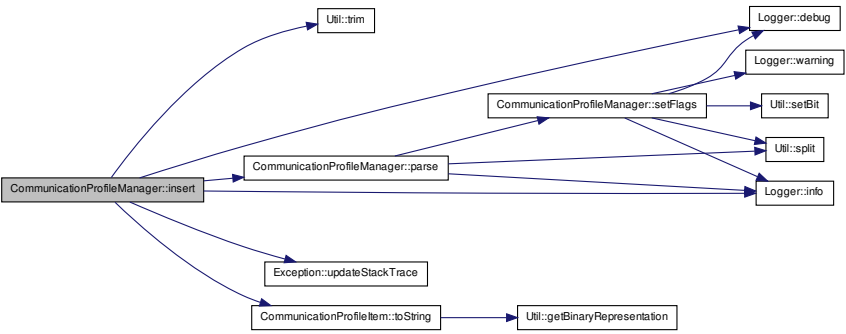 Util::trim
Logger::debug
Logger::warning
CommunicationProfileManager::setFlags
Util::setBit
Util::split
CommunicationProfileManager::parse
CommunicationProfileManager::insert
Logger::info
Exception::updateStackTrace
CommunicationProfileItem::toString
Util::getBinaryRepresentation